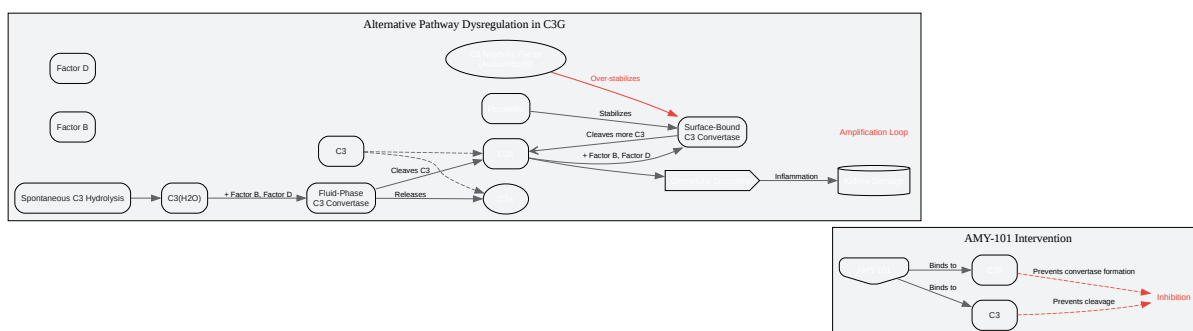 Alternative Pathway Dysregulation in C3G
Factor D
Over-stabilizes
Stabilizes
Surface-Bound
C3 Convertase
Factor B
Cleaves more C3
Amplification Loop
C3
+ Factor B, Factor D
Cleaves C3
Inflammation
Spontaneous C3 Hydrolysis
C3(H2O)
+ Factor B, Factor D
Fluid-Phase
C3 Convertase
Releases
AMY-101 Intervention
Binds to
Prevents convertase formation
Binds to
Inhibition
Prevents cleavage
C3